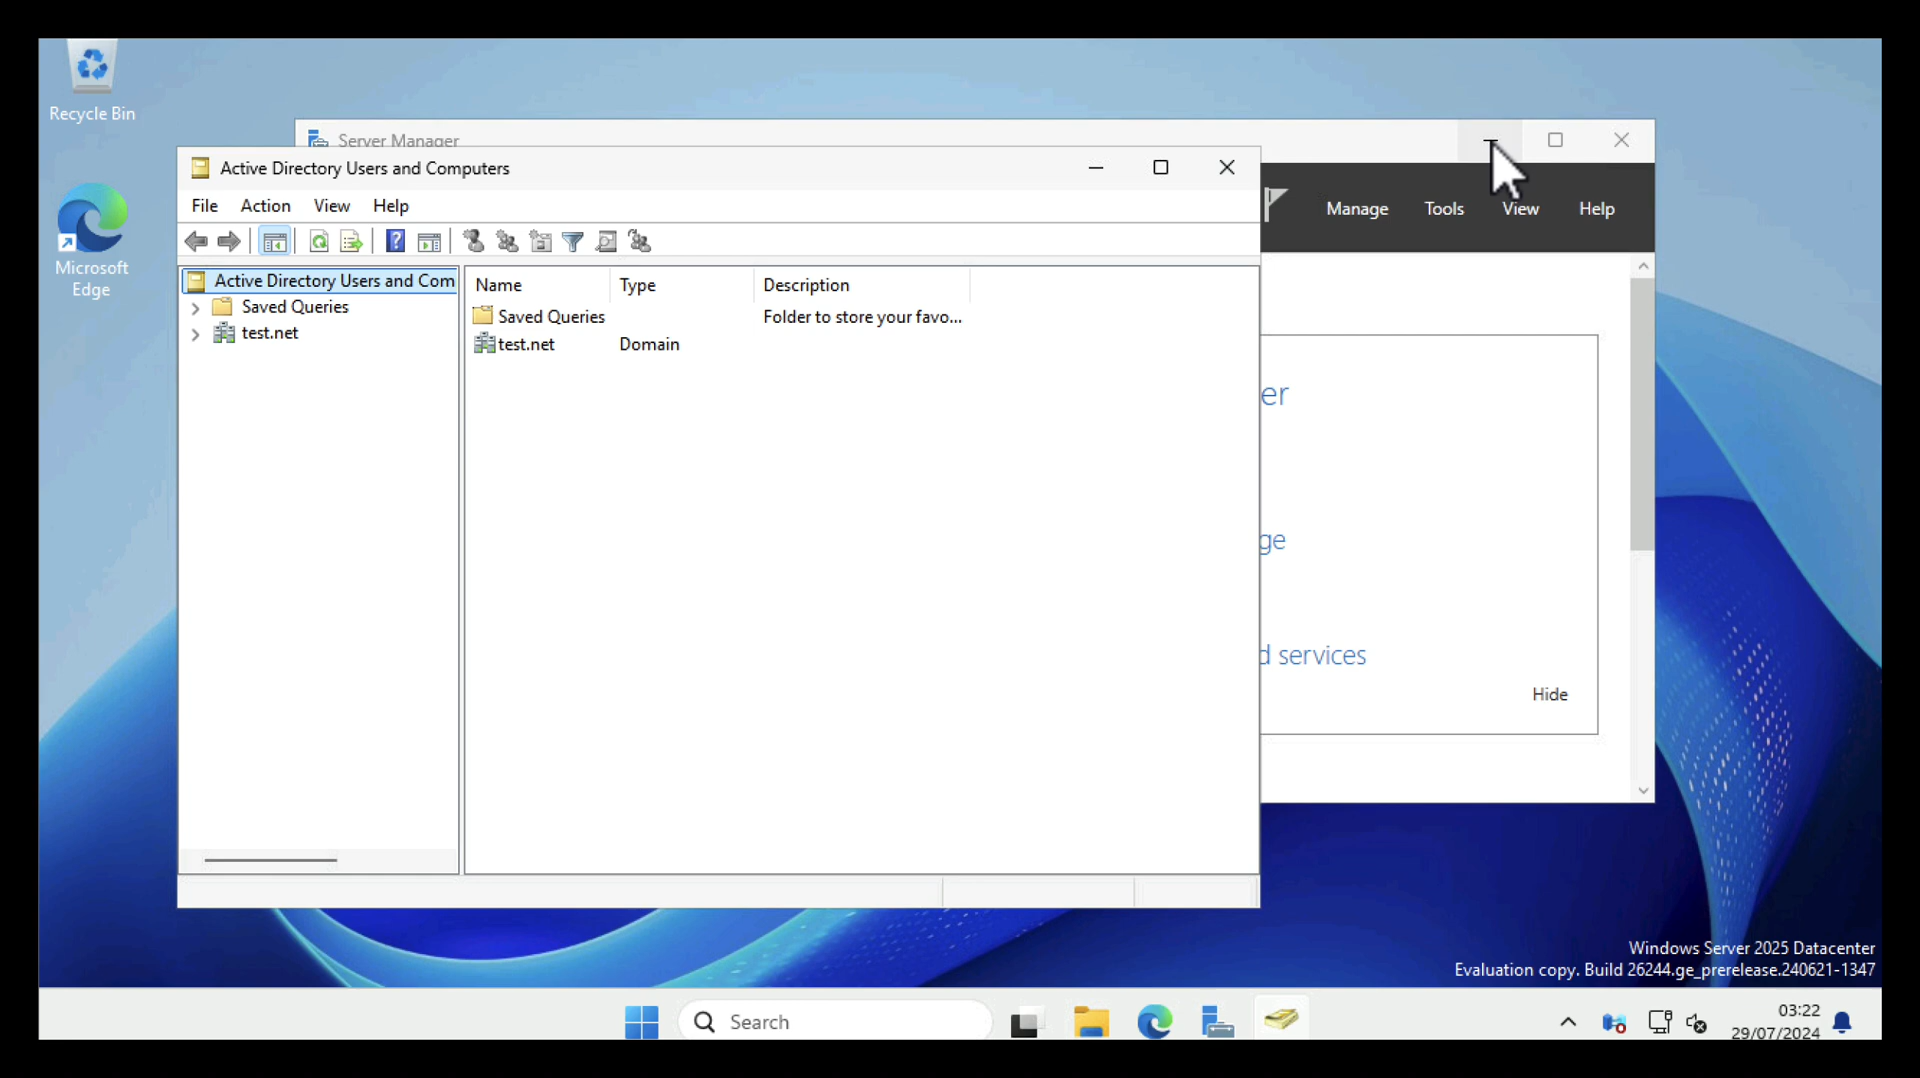 Recycle Bin
Microsoft
Edge
Server Manager
Manage Tools View Help
Active Directory Users and Computers
File Action View Help
Active Directory Users and Com
Saved Queries
test.net
Name Type Description
Saved Queries Folder to store your favo...
test.net Domain
er
ge
d services
Hide
Windows Server 2025 Datacenter
Evaluation copy. Build 26244.ge_prerelease.240621-1347
Search
03:22
29/07/2024